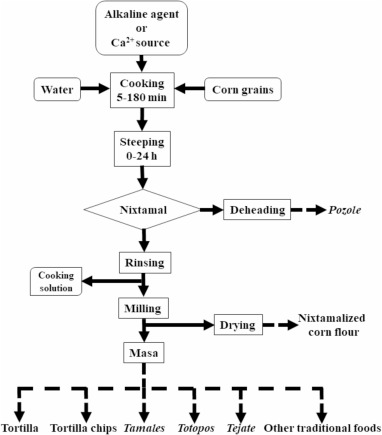 Alkaline agent
or
Ca²⁺ source
Water
Cooking
5-180 min
Corn grains
Steeping
0-24 h
Nixtamal
Deheading
Pozole
Rinsing
Cooking
solution
Milling
Drying
Nixtamalized
corn flour
Masa
Tortilla
Tortilla chips
Tamales
Totopos
Tejate
Other traditional foods